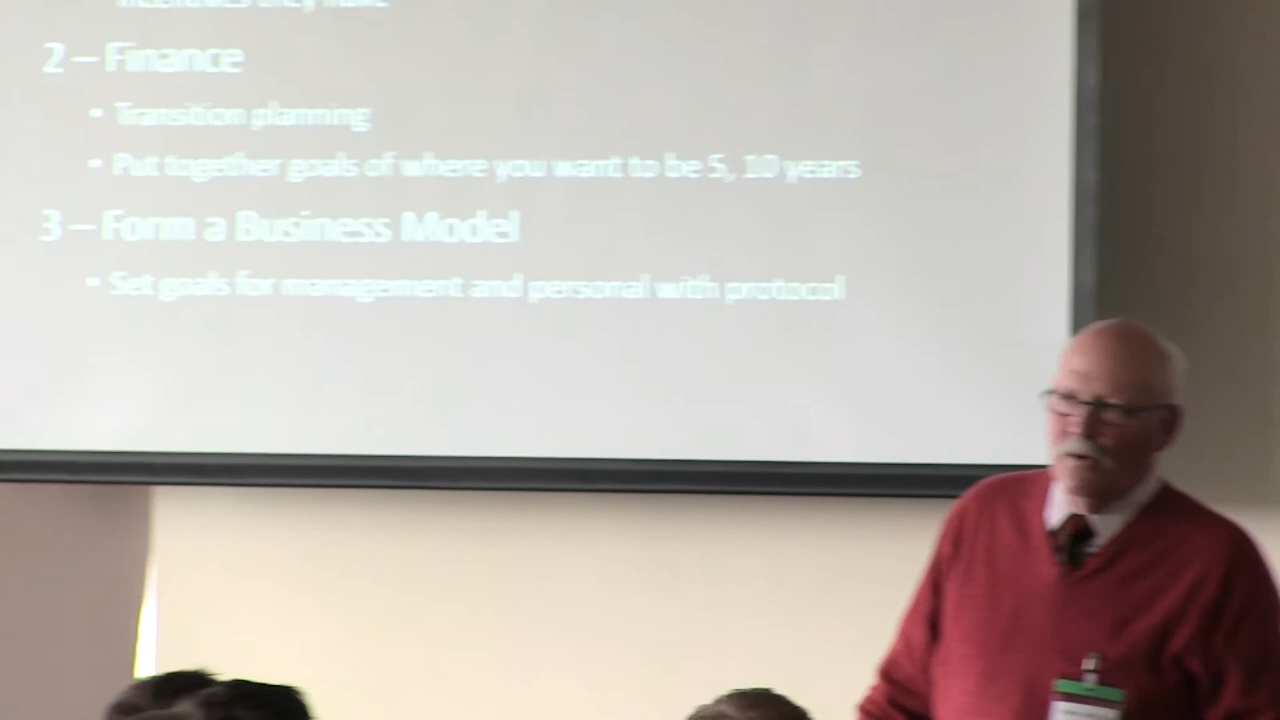 2 – Finance
• Transition planning
• Put together goals of where you want to be 5, 10 years
3 – Form a Business Model
• Set goals for management and personal with protocol